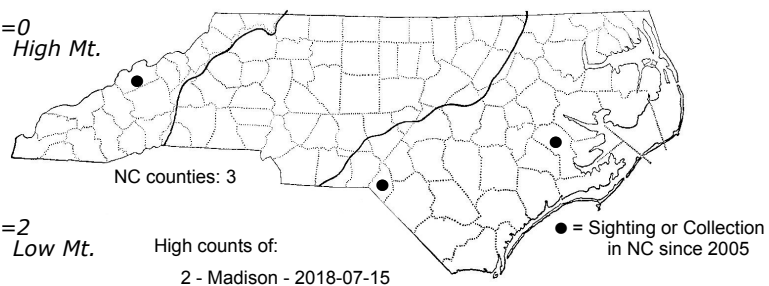 =0
High Mt.
NC counties: 3
=2
Low Mt.
High counts of:
2 - Madison - 2018-07-15
● = Sighting or Collection
in NC since 2005